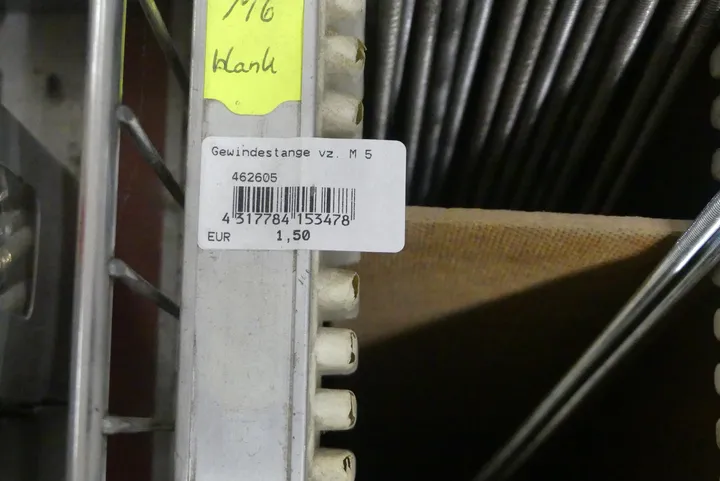 M6
blank
Gewindestange vz. M 5
462605
4 317784 153478
EUR 1,50